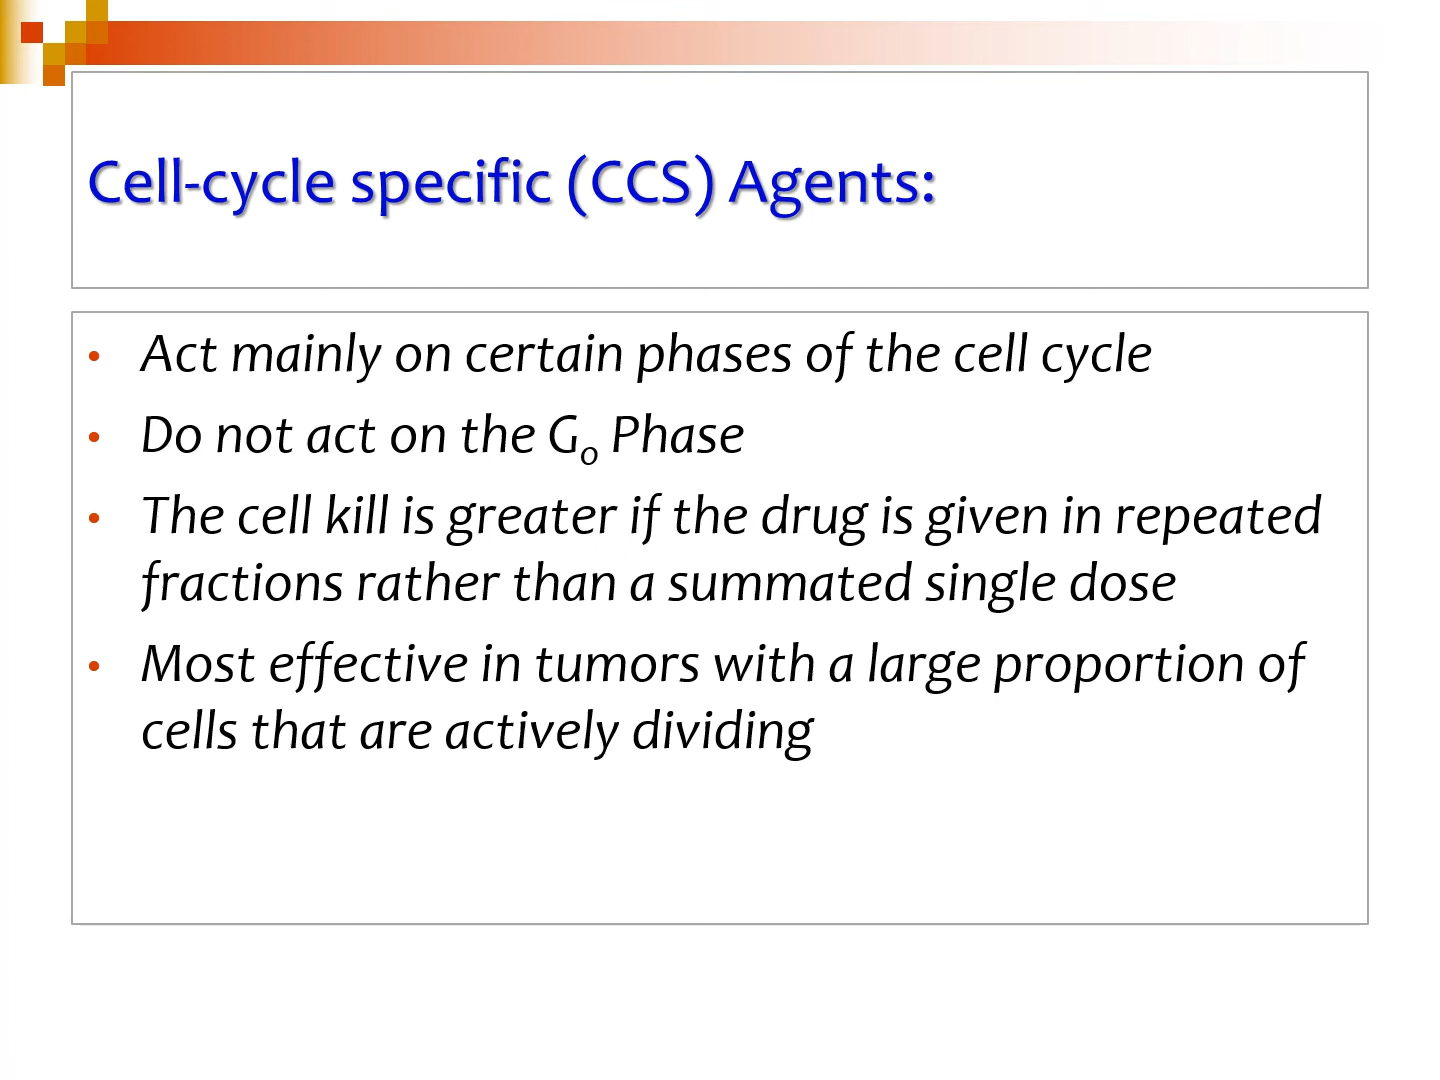 Cell-cycle specific (CCS) Agents:
• Act mainly on certain phases of the cell cycle
• Do not act on the G₀ Phase
• The cell kill is greater if the drug is given in repeated
fractions rather than a summated single dose
• Most effective in tumors with a large proportion of
cells that are actively dividing